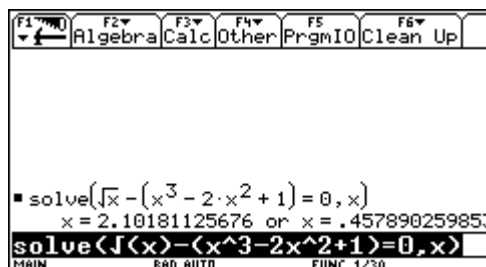 F1 F2 F3 F4 F5 F6
Algebra Calc Other PrgmIO Clean Up
solve(√x-(x³-2·x²+1)=0,x)
x=2.10181125676 or x=.457890259853
solve(√(x)-(x^3-2x^2+1)=0,x)
MAIN RAD AUTO FUNC 1/30